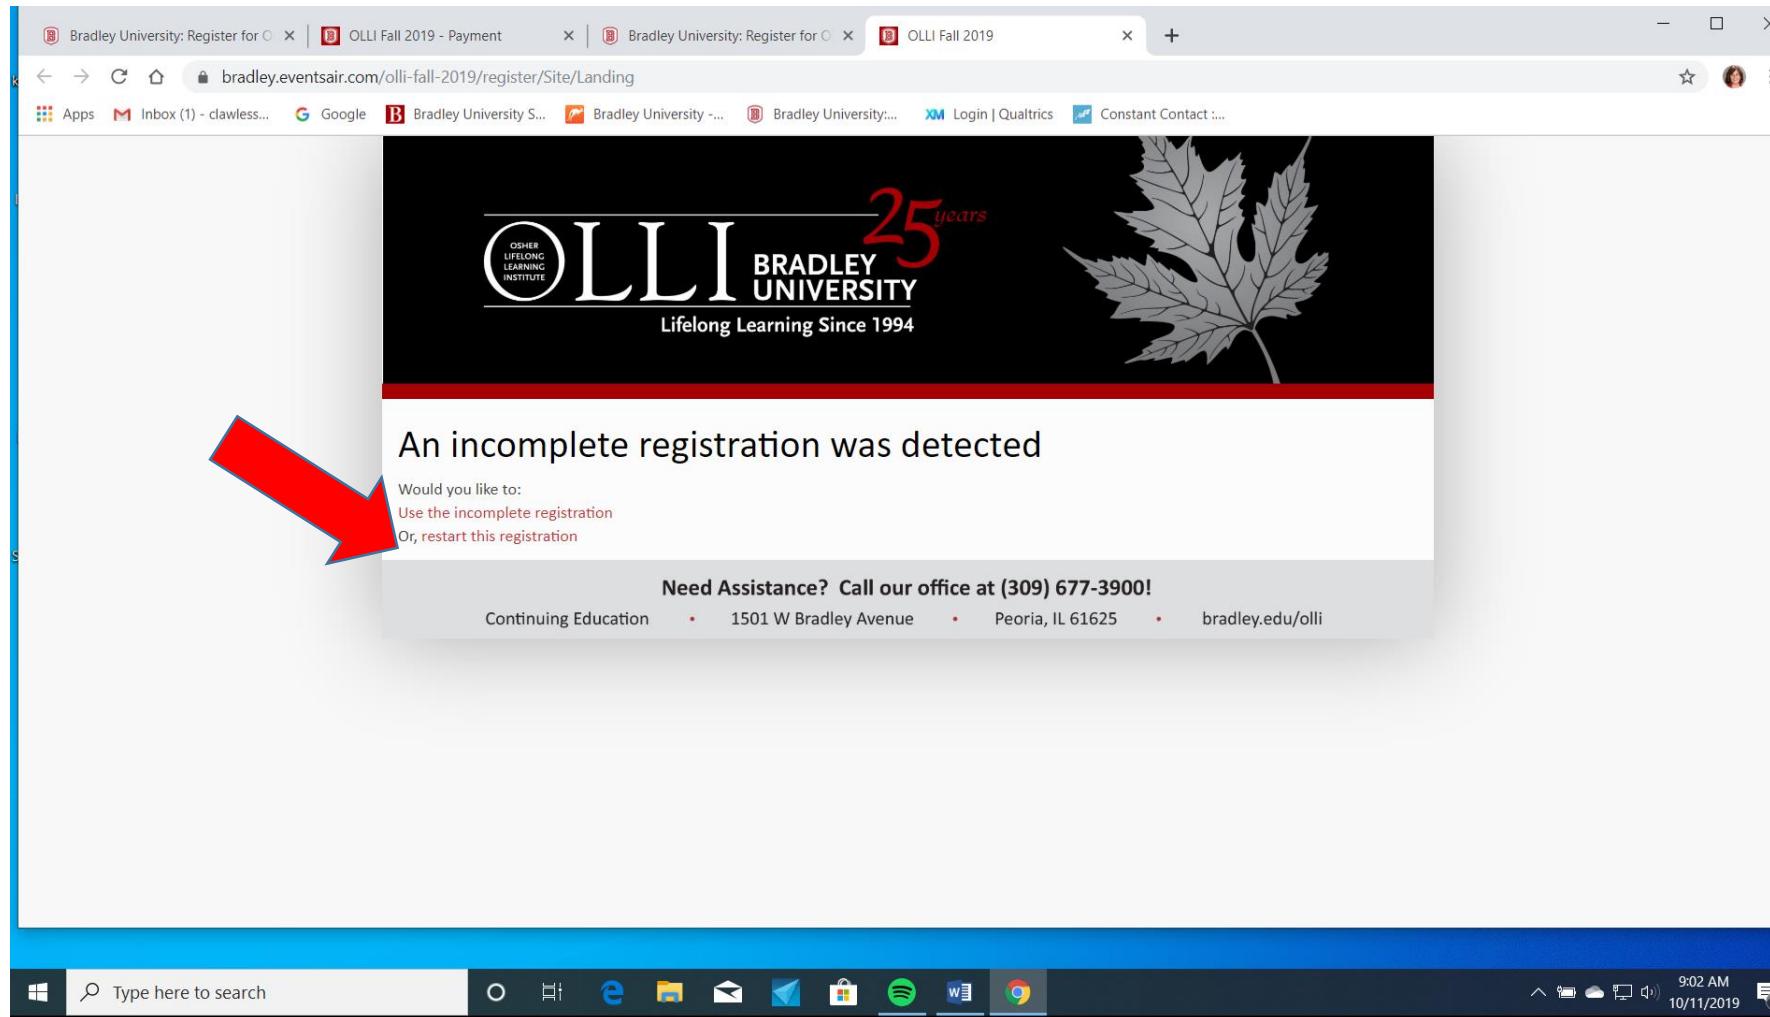 Bradley University: Register for O
OLLI Fall 2019 - Payment
Bradley University: Register for O
OLLI Fall 2019
bradley.eventsair.com/olli-fall-2019/register/Site/Landing
Apps
Inbox (1) - clawless...
Google
Bradley University S...
Bradley University -...
Bradley University:...
XM Login | Qualtrics
Constant Contact :...
25 years
OLLI
OSHER
LIFELONG
LEARNING
INSTITUTE
BRADLEY
UNIVERSITY
Lifelong Learning Since 1994
An incomplete registration was detected
Would you like to:
Use the incomplete registration
Or, restart this registration
Need Assistance? Call our office at (309) 677-3900!
Continuing Education • 1501 W Bradley Avenue • Peoria, IL 61625 • bradley.edu/olli
Type here to search
9:02 AM
10/11/2019